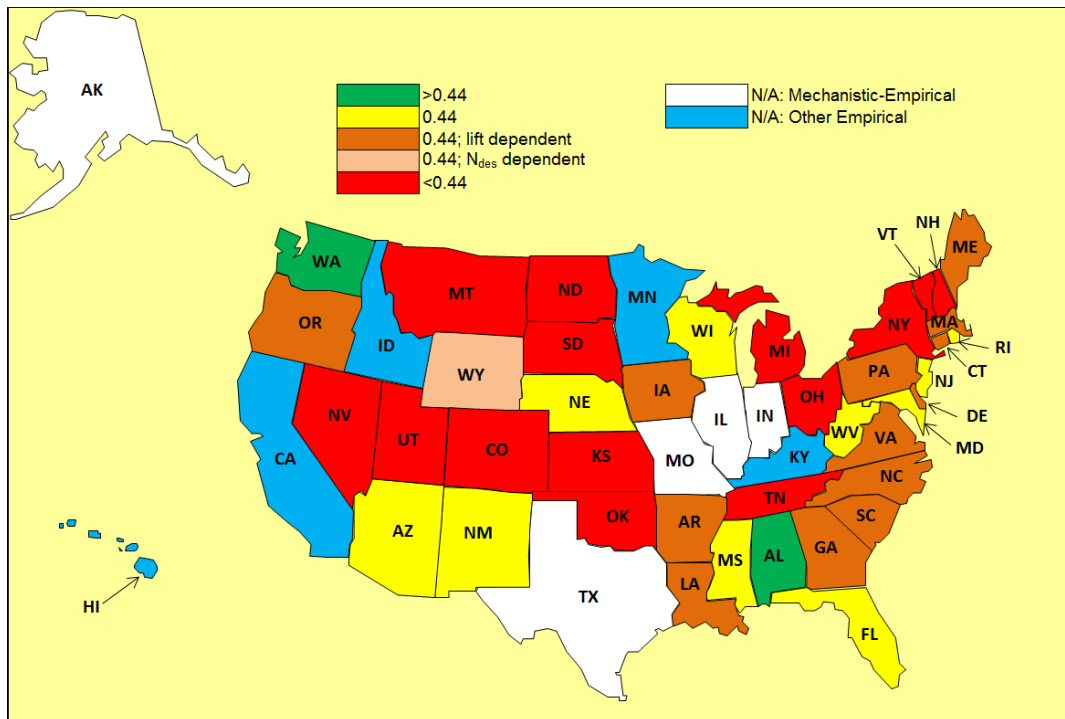 AK
>0.44
0.44
0.44; lift dependent
0.44; Ndes dependent
<0.44
N/A: Mechanistic-Empirical
N/A: Other Empirical
WA
OR
ID
MT
ND
MN
SD
WY
WI
MI
VT
NH
ME
NY
MA
RI
CT
NJ
PA
DE
MD
CA
NV
UT
CO
NE
KS
IA
IL
IN
OH
WV
VA
MO
KY
NC
TN
SC
AZ
NM
OK
AR
MS
AL
GA
LA
TX
FL
HI